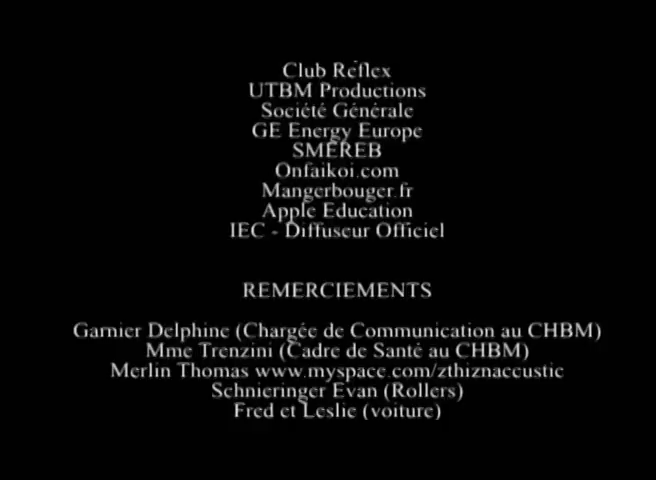 Club Reflex
UTBM Productions
Société Générale
GE Energy Europe
SMEREB
Onfaikoi.com
Mangerbouger.fr
Apple Education
IEC - Diffuseur Officiel
REMERCIEMENTS
Garnier Delphine (Chargée de Communication au CHBM)
Mme Trenzini (Cadre de Santé au CHBM)
Merlin Thomas www.myspace.com/zthiznaccustic
Schnieringer Evan (Rollers)
Fred et Leslie (voiture)